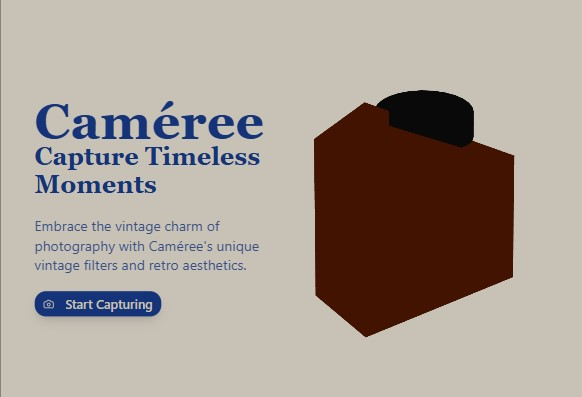 Caméree
Capture Timeless
Moments
Embrace the vintage charm of
photography with Caméree's unique
vintage filters and retro aesthetics.
Start Capturing